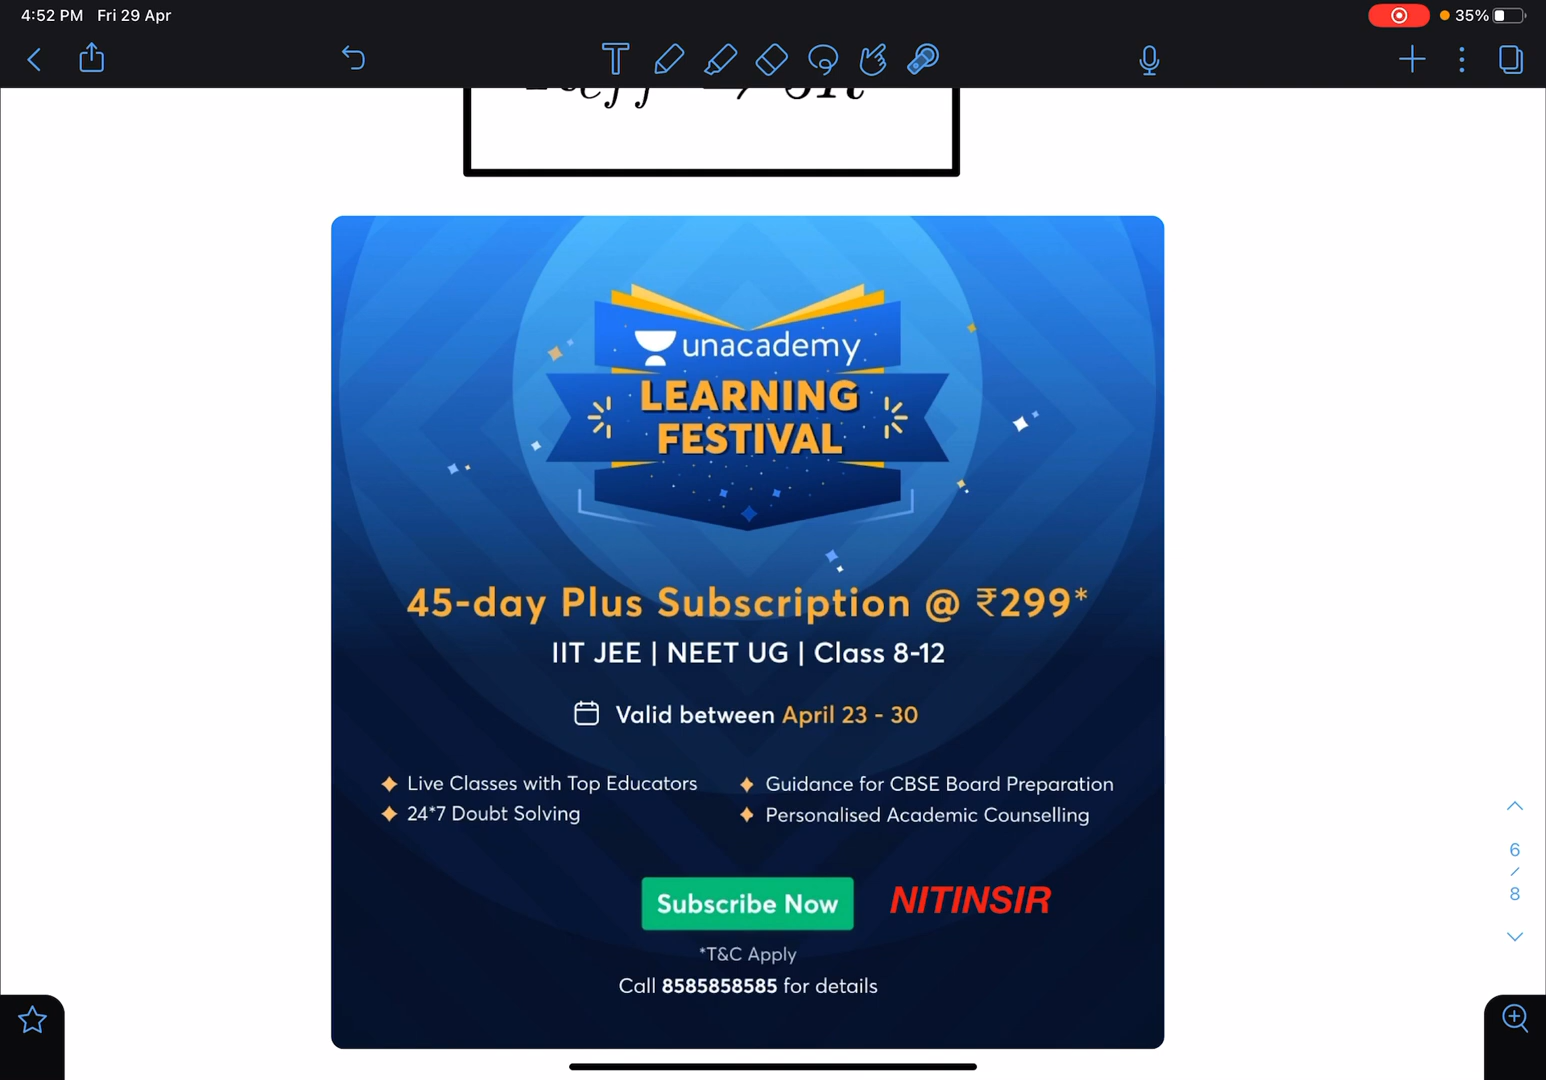 4:52 PM Fri 29 Apr
35%
unacademy
LEARNING
FESTIVAL
45-day Plus Subscription @ ₹299*
IIT JEE | NEET UG | Class 8-12
Valid between April 23 - 30
Live Classes with Top Educators
Guidance for CBSE Board Preparation
24*7 Doubt Solving
Personalised Academic Counselling
Subscribe Now NITINSIR
*T&C Apply
Call 8585858585 for details
6
/
8